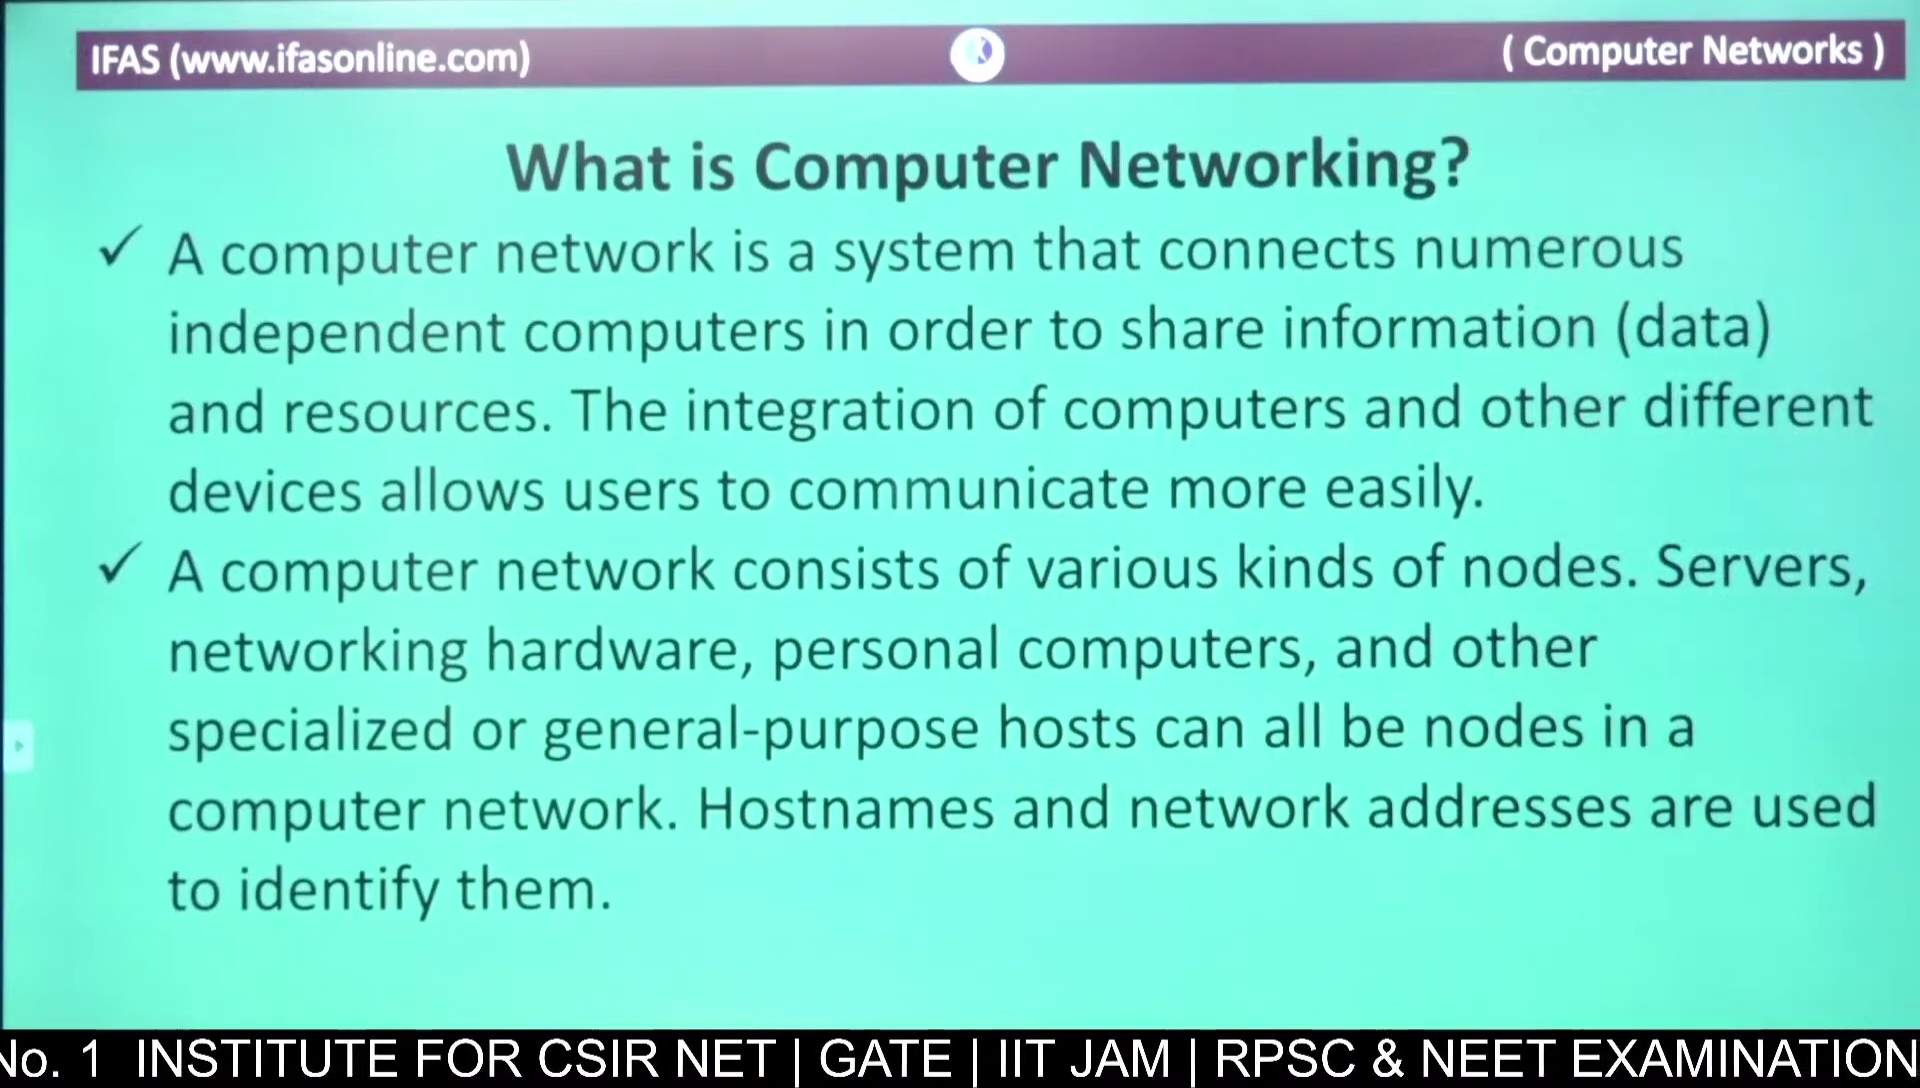 IFAS (www.ifasonline.com)
( Computer Networks )
What is Computer Networking?
✓ A computer network is a system that connects numerous
independent computers in order to share information (data)
and resources. The integration of computers and other different
devices allows users to communicate more easily.
✓ A computer network consists of various kinds of nodes. Servers,
networking hardware, personal computers, and other
specialized or general-purpose hosts can all be nodes in a
computer network. Hostnames and network addresses are used
to identify them.
No. 1 INSTITUTE FOR CSIR NET | GATE | IIT JAM | RPSC & NEET EXAMINATION